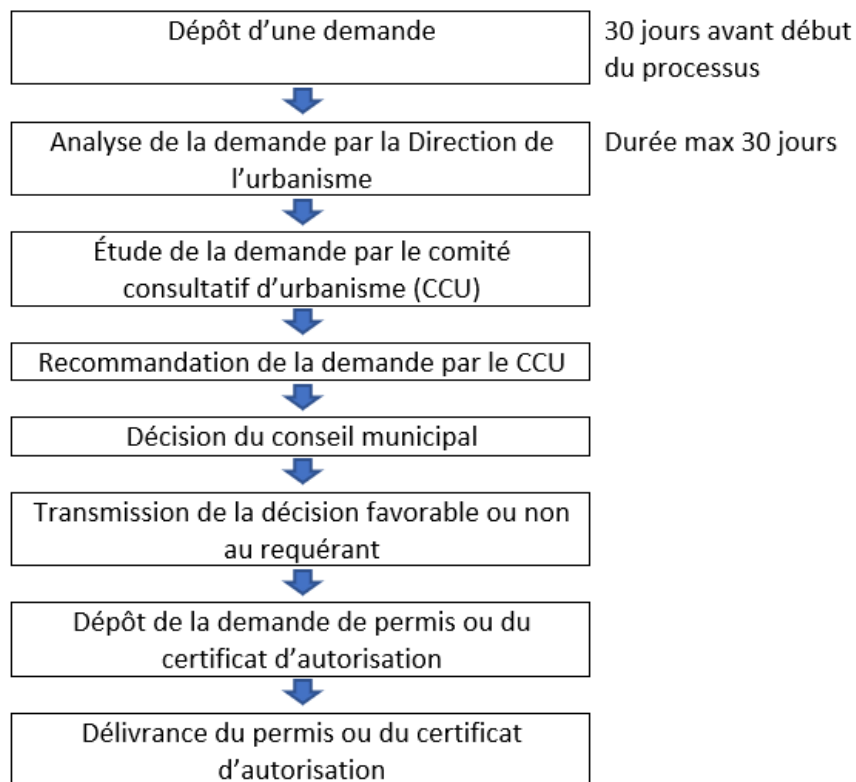 Dépôt d’une demande
30 jours avant début
du processus
Analyse de la demande par la Direction de
l’urbanisme
Durée max 30 jours
Étude de la demande par le comité
consultatif d’urbanisme (CCU)
Recommandation de la demande par le CCU
Décision du conseil municipal
Transmission de la décision favorable ou non
au requérant
Dépôt de la demande de permis ou du
certificat d’autorisation
Délivrance du permis ou du certificat
d’autorisation